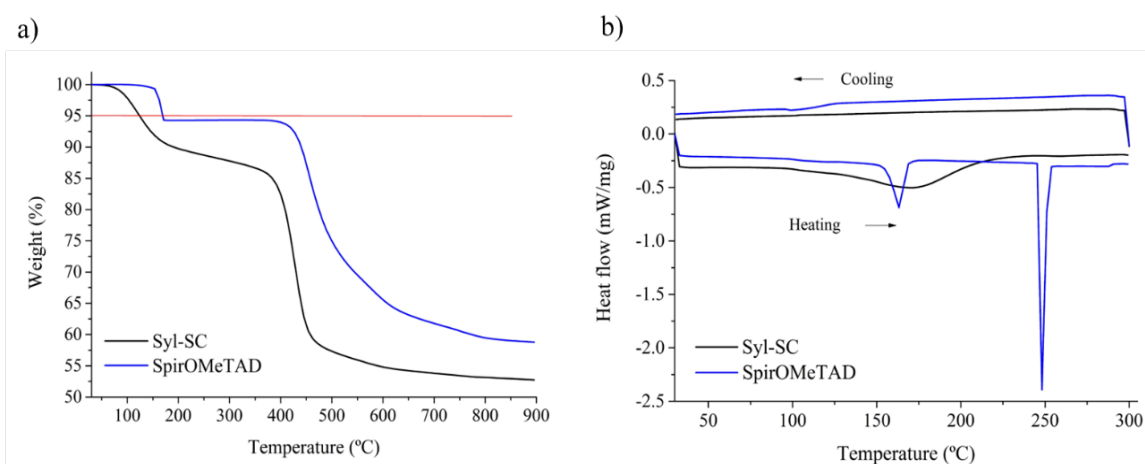 a)
100
95
90
85
80
75
70
65
60
55
50
Weight (%)
Syl-SC
SpirOMeTAD
100 200 300 400 500 600 700 800 900
Temperature (ºC)
b)
0.5
0.0
-0.5
-1.0
-1.5
-2.0
-2.5
Heat flow (mW/mg)
Cooling
Heating
Syl-SC
SpirOMeTAD
50 100 150 200 250 300
Temperature (ºC)